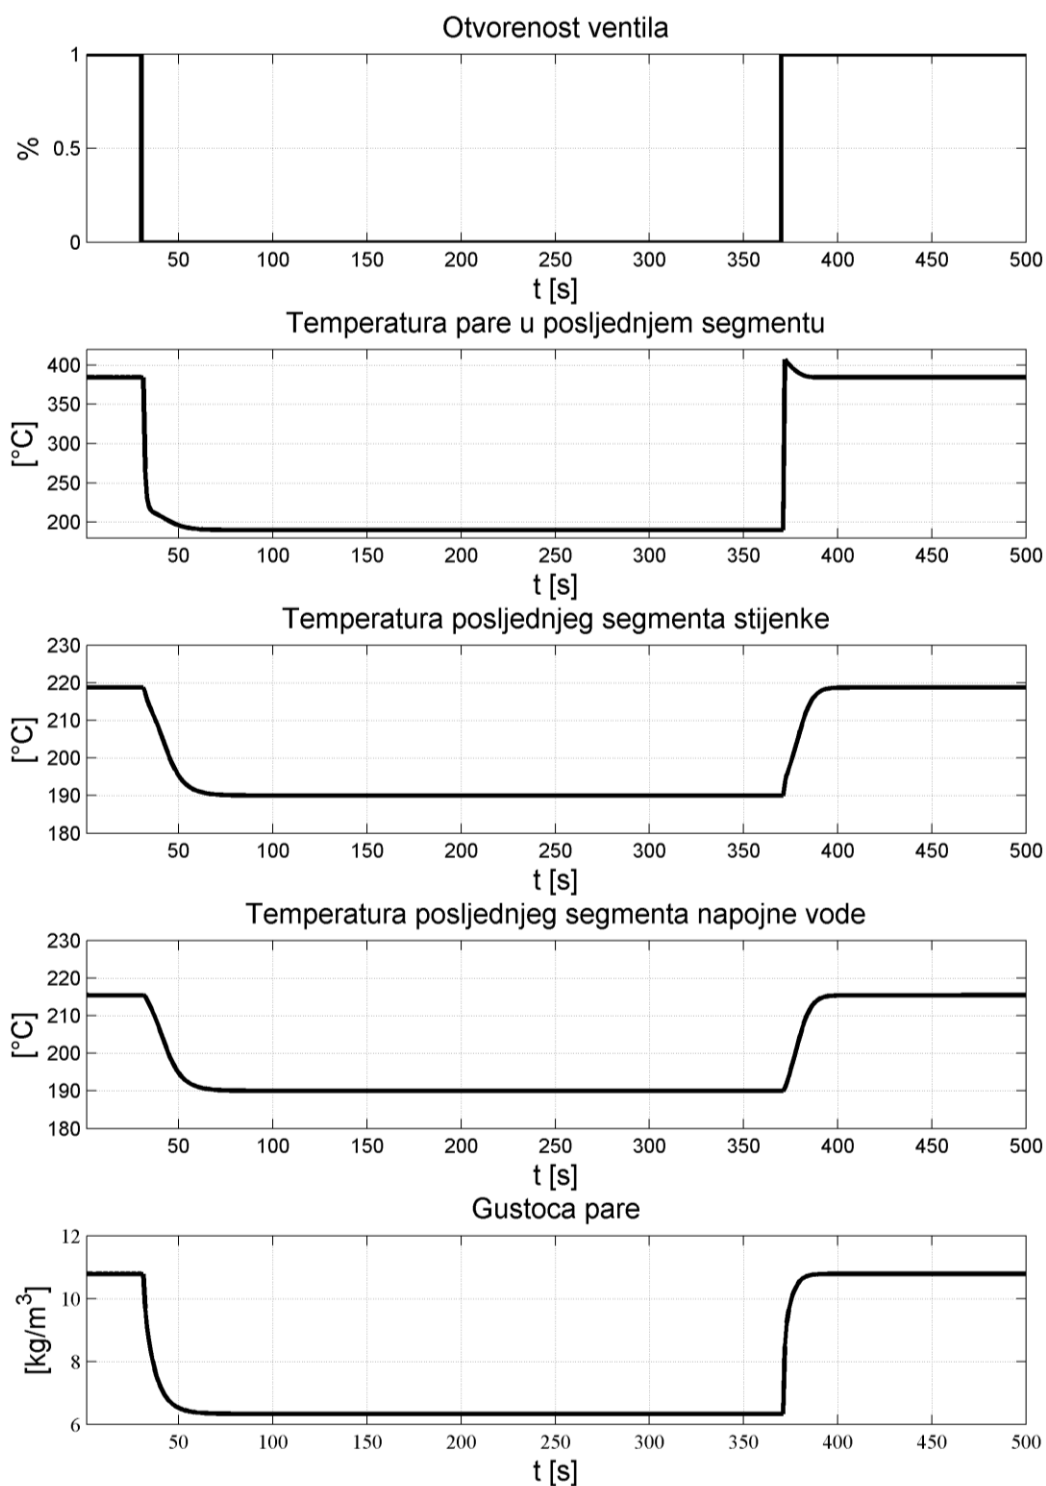 Otvorenost ventila
1
0.5
0
%
50 100 150 200 250 300 350 400 450 500
t [s]
Temperatura pare u posljednjem segmentu
400
350
300
250
200
[°C]
50 100 150 200 250 300 350 400 450 500
t [s]
Temperatura posljednjeg segmenta stijenke
230
220
210
200
190
180
[°C]
50 100 150 200 250 300 350 400 450 500
t [s]
Temperatura posljednjeg segmenta napojne vode
230
220
210
200
190
180
[°C]
50 100 150 200 250 300 350 400 450 500
t [s]
Gustoca pare
12
10
8
6
[kg/m³]
50 100 150 200 250 300 350 400 450 500
t [s]